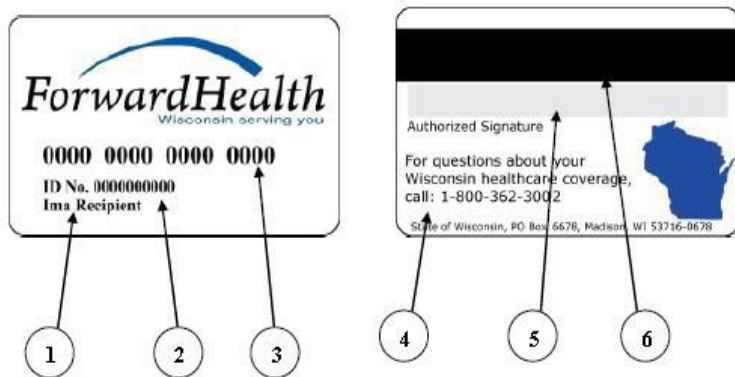 ForwardHealth
Wisconsin serving you
0000 0000 0000 0000
ID No. 0000000000
Ima Recipient
1
2
3
Authorized Signature
For questions about your
Wisconsin healthcare coverage,
call: 1-800-362-3002
State of Wisconsin, PO Box 6678, Madison, WI 53716-0678
4
5
6